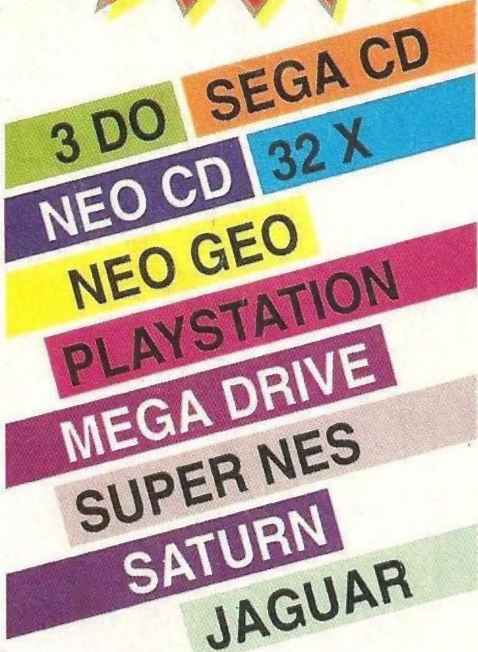 3 DO SEGA CD
NEO CD 32 X
NEO GEO
PLAYSTATION
MEGA DRIVE
SUPER NES
SATURN
JAGUAR